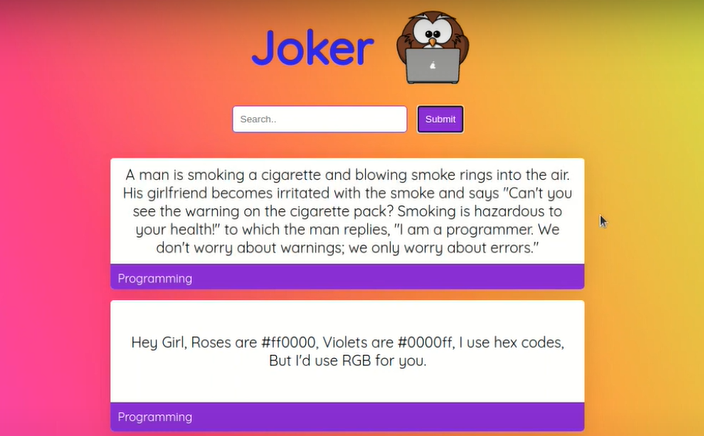 Joker
Search..
Submit
A man is smoking a cigarette and blowing smoke rings into the air.
His girlfriend becomes irritated with the smoke and says "Can't you
see the warning on the cigarette pack? Smoking is hazardous to
your health!" to which the man replies, "I am a programmer. We
don't worry about warnings; we only worry about errors."
Programming
Hey Girl, Roses are #ff0000, Violets are #0000ff, I use hex codes,
But I'd use RGB for you.
Programming